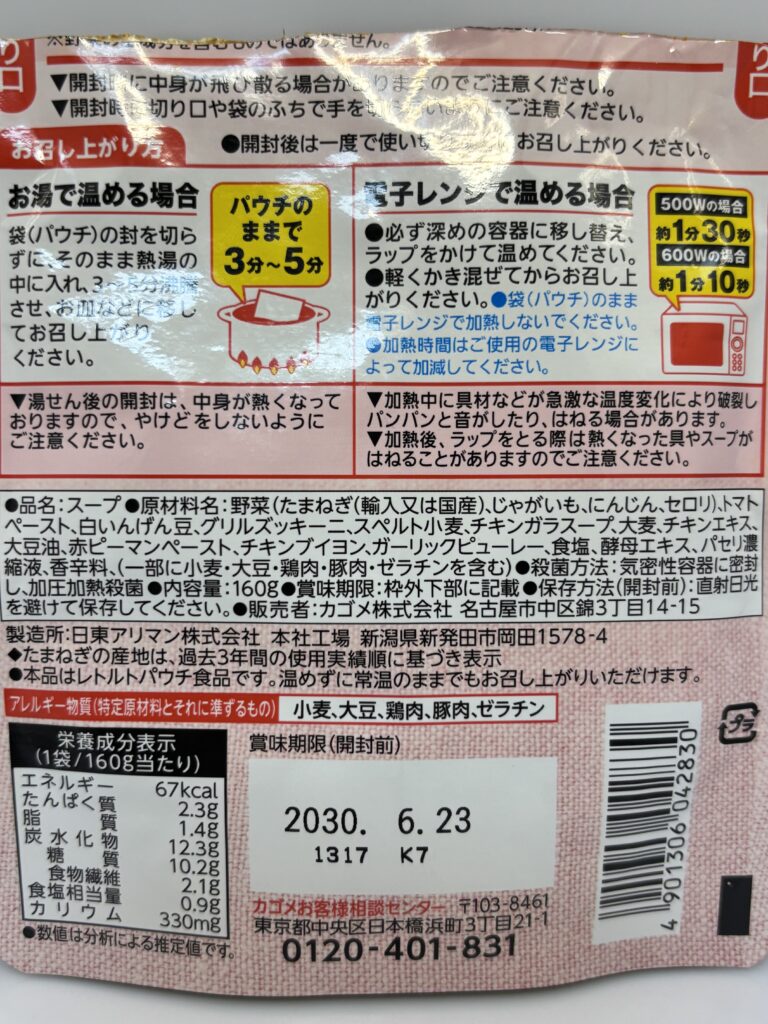 り口
り口
▼開封時に中身が飛び散る場合がありますのでご注意ください。
▼開封時に切り口や袋のふちで手を切らないようにご注意ください。
お召し上がり方
●開封後は一度で使い切り お召し上がりください。
お湯で温める場合
袋(パウチ)の封を切ら
ずに、そのまま熱湯の
中に入れ、3~5分沸騰
させ、お皿などに移し
てお召し上がり
ください。
パウチの
ままで
3分~5分
電子レンジで温める場合
●必ず深めの容器に移し替え、
ラップをかけて温めてください。
●軽くかき混ぜてからお召し上
がりください。●袋(パウチ)のまま
電子レンジで加熱しないでください。
●加熱時間はご使用の電子レンジに
よって加減してください。
500Wの場合
約1分30秒
600Wの場合
約1分10秒
▼湯せん後の開封は、中身が熱くなって
おりますので、やけどをしないように
ご注意ください。
▼加熱中に具材などが急激な温度変化により破裂し
パンパンと音がしたり、はねる場合があります。
▼加熱後、ラップをとる際は熱くなった具やスープが
はねることがありますのでご注意ください。
●品名:スープ●原材料名:野菜(たまねぎ(輸入又は国産)、じゃがいも、にんじん、セロリ)、トマト
ペースト、白いんげん豆、グリルズッキーニ、スペルト小麦、チキンガラスープ、大麦、チキンエキス、
大豆油、赤ピーマンペースト、チキンブイヨン、ガーリックピューレー、食塩、酵母エキス、パセリ濃
縮液、香辛料、(一部に小麦・大豆・鶏肉・豚肉・ゼラチンを含む)●殺菌方法:気密性容器に密封
し、加圧加熱殺菌●内容量:160g●賞味期限:枠外下部に記載●保存方法(開封前):直射日光
を避けて保存してください。●販売者:カゴメ株式会社 名古屋市中区錦3丁目14-15
製造所:日東アリマン株式会社 本社工場 新潟県新発田市岡田1578-4
◆たまねぎの産地は、過去3年間の使用実績順に基づき表示
●本品はレトルトパウチ食品です。温めずに常温のままでもお召し上がりいただけます。
アレルギー物質(特定原材料とそれに準ずるもの) 小麦、大豆、鶏肉、豚肉、ゼラチン
栄養成分表示
(1袋/160g当たり)
エネルギー 67kcal
たんぱく質 2.3g
脂質 1.4g
炭水化物 12.3g
糖質 10.2g
食物繊維 2.1g
食塩相当量 0.9g
カリウム 330mg
●数値は分析による推定値です。
賞味期限(開封前)
2030. 6.23
1317 K7
カゴメお客様相談センター 〒103-8461
東京都中央区日本橋浜町3丁目21-1
0120-401-831
4 901306 042830
プラ